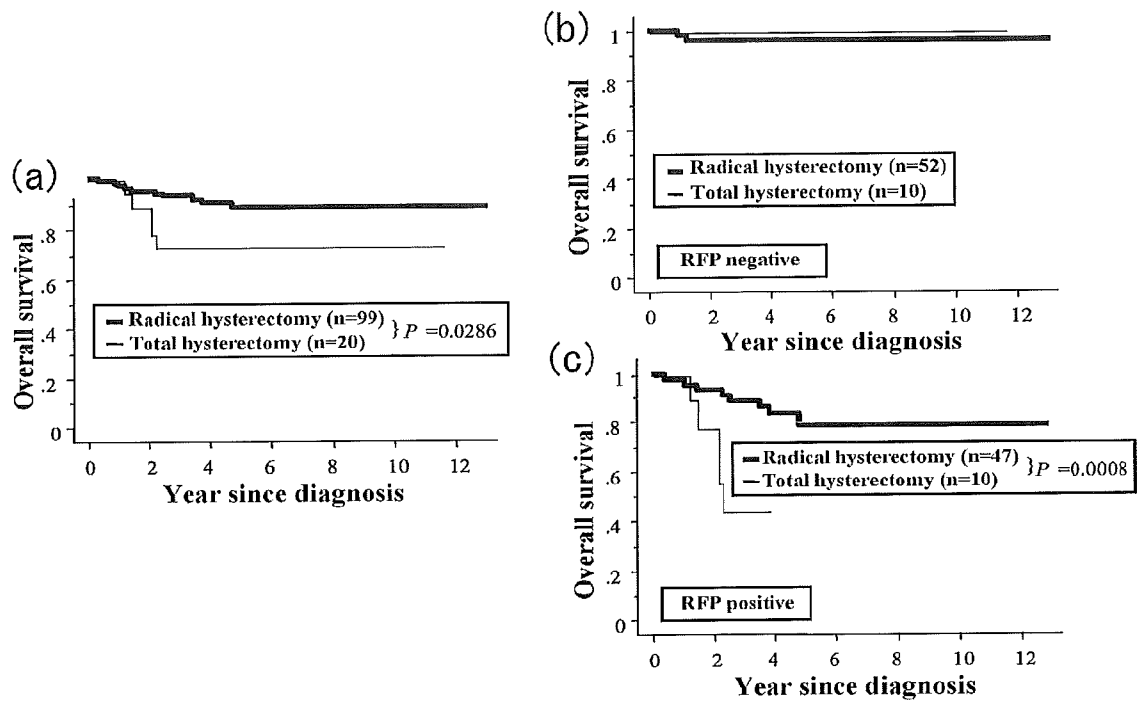 (a)
Overall survival
.8
.6
.4
.2
0
Radical hysterectomy (n=99)
Total hysterectomy (n=20)
} P =0.0286
0 2 4 6 8 10 12
Year since diagnosis
(b)
Overall survival
1
.8
.6
.4
.2
0
Radical hysterectomy (n=52)
Total hysterectomy (n=10)
RFP negative
0 2 4 6 8 10 12
Year since diagnosis
(c)
Overall survival
1
.8
.6
.4
.2
0
Radical hysterectomy (n=47)
Total hysterectomy (n=10)
} P =0.0008
RFP positive
0 2 4 6 8 10 12
Year since diagnosis